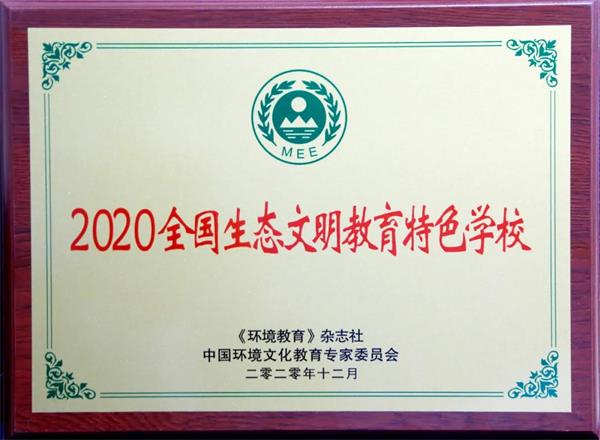 MEE
2020全国生态文明教育特色学校
《环境教育》杂志社
中国环境文化教育专家委员会
二零二零年十二月